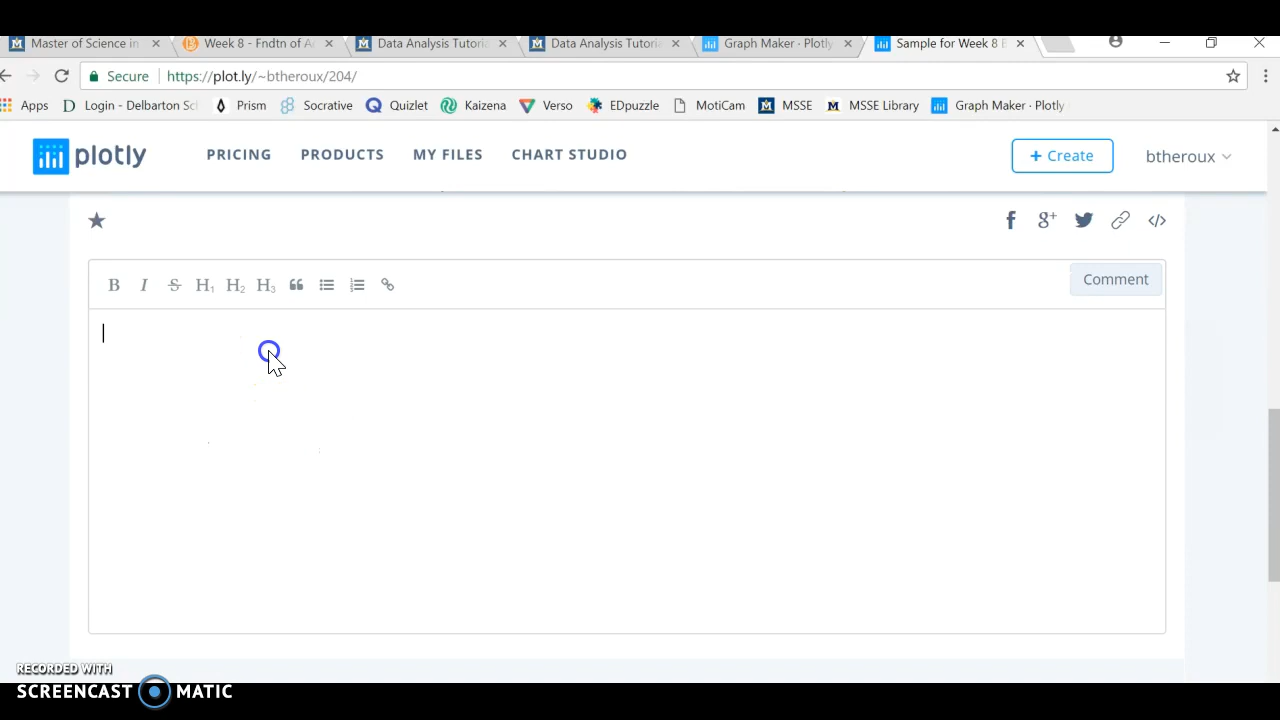 Master of Science in
Week 8 - Fndtn of A
Data Analysis Tutoria
Data Analysis Tutoria
Graph Maker · Plotly
Sample for Week 8 E
Secure
https://plot.ly/~btheroux/204/
Apps
Login - Delbarton Sc
Prism
Socrative
Quizlet
Kaizena
Verso
EDpuzzle
MotiCam
MSSE
MSSE Library
Graph Maker · Plotly
plotly
PRICING
PRODUCTS
MY FILES
CHART STUDIO
+ Create
btheroux
B I S H1 H2 H3
Comment
RECORDED WITH
SCREENCAST MATIC